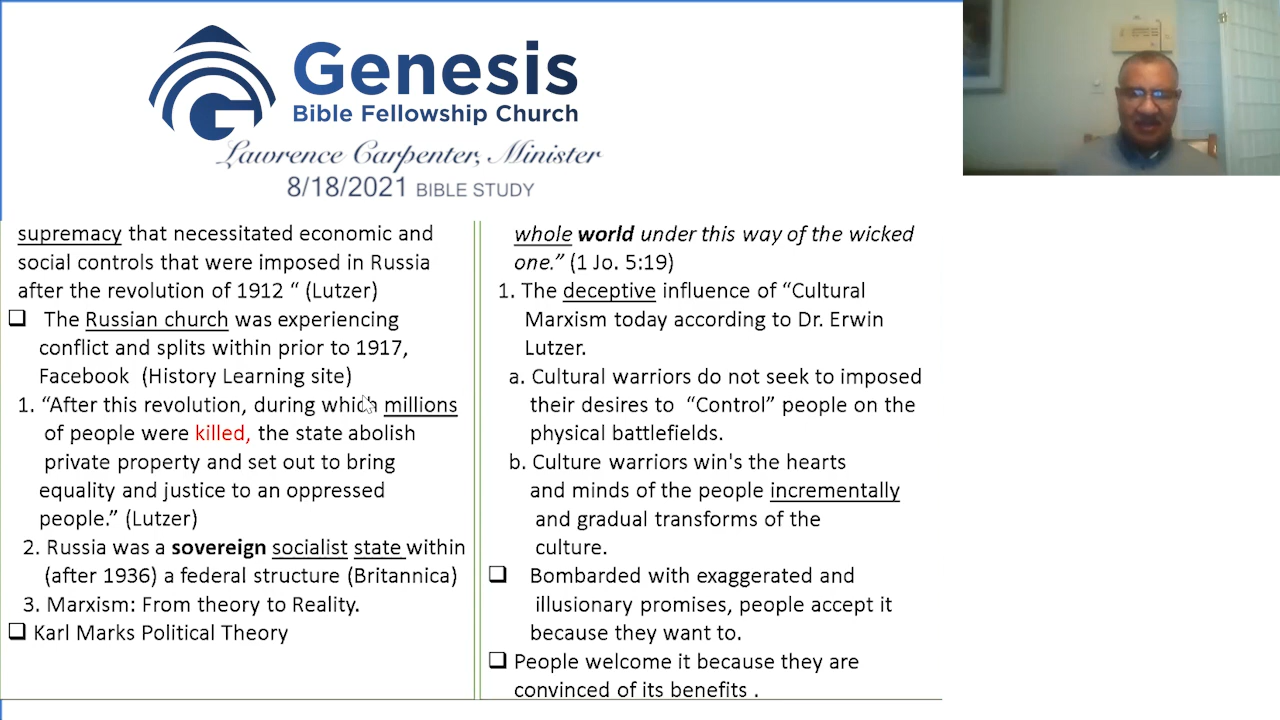 Genesis
Bible Fellowship Church
Lawrence Carpenter, Minister
8/18/2021 BIBLE STUDY
supremacy that necessitated economic and
social controls that were imposed in Russia
after the revolution of 1912 “ (Lutzer)
❑ The Russian church was experiencing
conflict and splits within prior to 1917,
Facebook (History Learning site)
1. “After this revolution, during which millions
of people were killed, the state abolish
private property and set out to bring
equality and justice to an oppressed
people.” (Lutzer)
2. Russia was a sovereign socialist state within
(after 1936) a federal structure (Britannica)
3. Marxism: From theory to Reality.
❑ Karl Marks Political Theory
whole world under this way of the wicked
one.” (1 Jo. 5:19)
1. The deceptive influence of “Cultural
Marxism today according to Dr. Erwin
Lutzer.
a. Cultural warriors do not seek to imposed
their desires to “Control” people on the
physical battlefields.
b. Culture warriors win's the hearts
and minds of the people incrementally
and gradual transforms of the
culture.
❑ Bombarded with exaggerated and
illusionary promises, people accept it
because they want to.
❑ People welcome it because they are
convinced of its benefits .